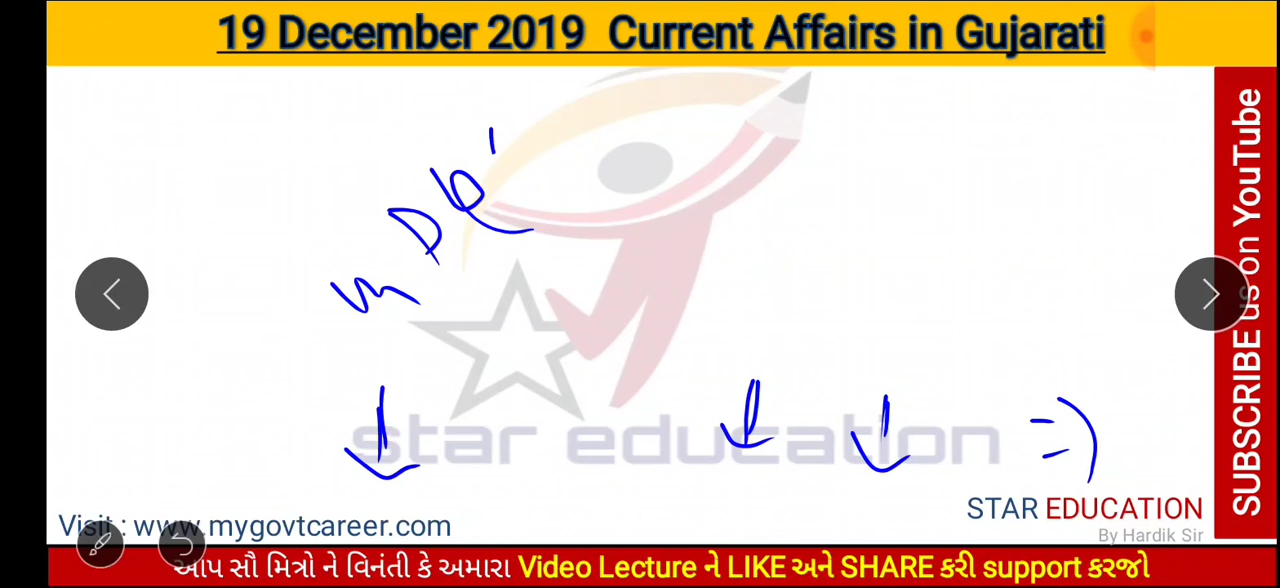 19 December 2019 Current Affairs in Gujarati
SUBSCRIBE us on YouTube
star education
STAR EDUCATION
By Hardik Sir
Visit : www.mygovtcareer.com
આપ સૌ મિત્રો ને વિનંતી કે અમારા Video Lecture ને LIKE અને SHARE કરી support કરજો